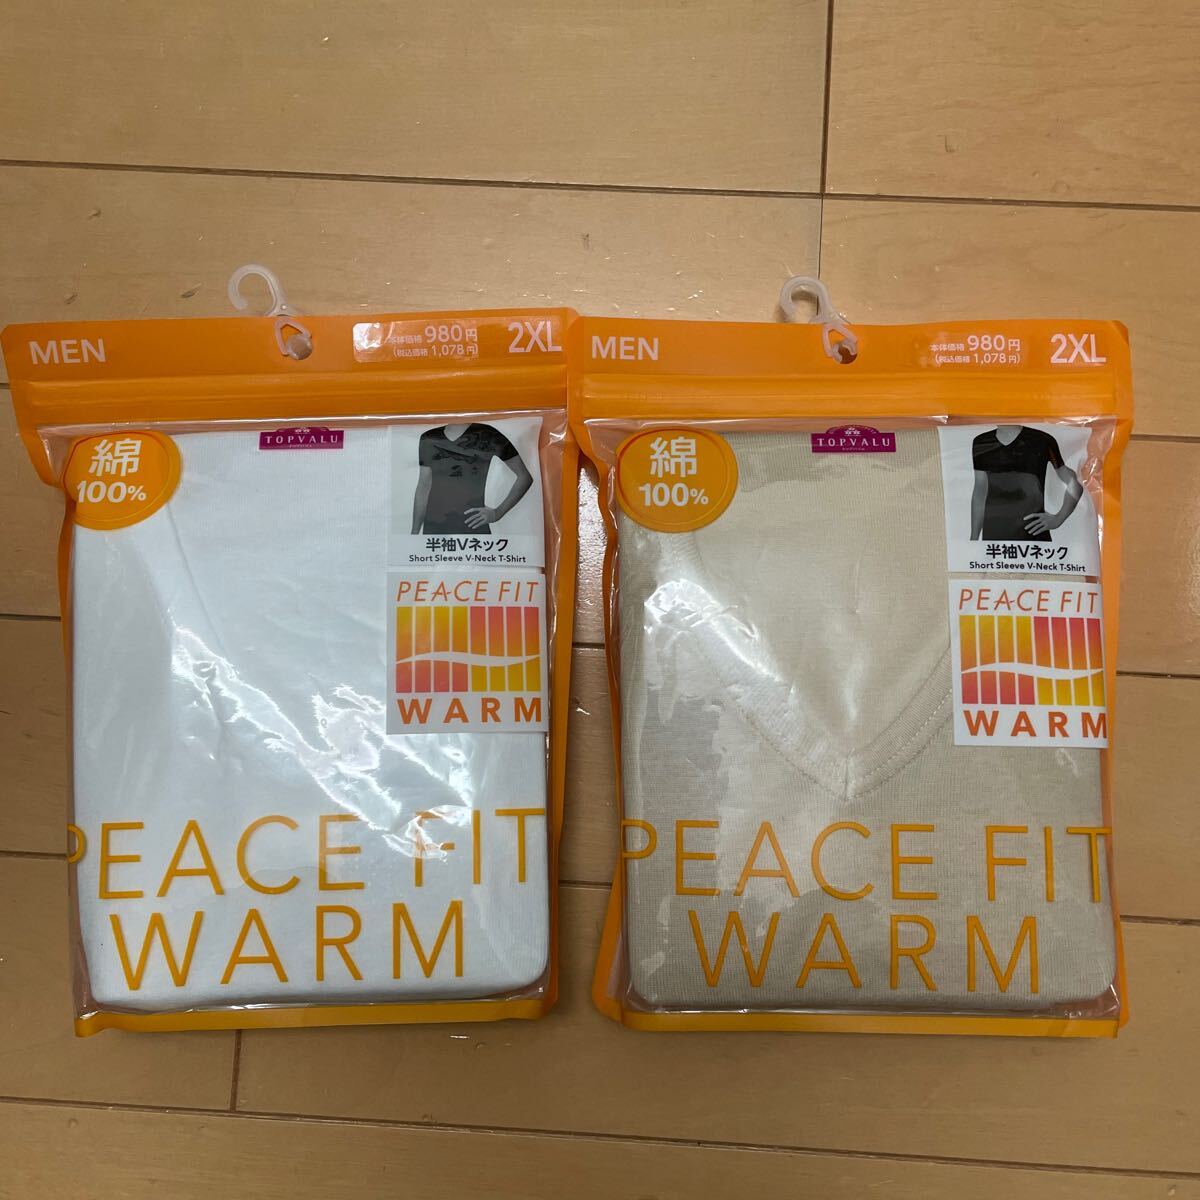 MEN
本体価格 980円
(税込価格 1,078円)
2XL
綿
100%
TOPVALU
半袖Vネック
Short Sleeve V-Neck T-Shirt
PEACE FIT
WARM
PEACE FIT
WARM
MEN
本体価格 980円
(税込価格 1,078円)
2XL
綿
100%
TOPVALU
半袖Vネック
Short Sleeve V-Neck T-Shirt
PEACE FIT
WARM
PEACE FIT
WARM